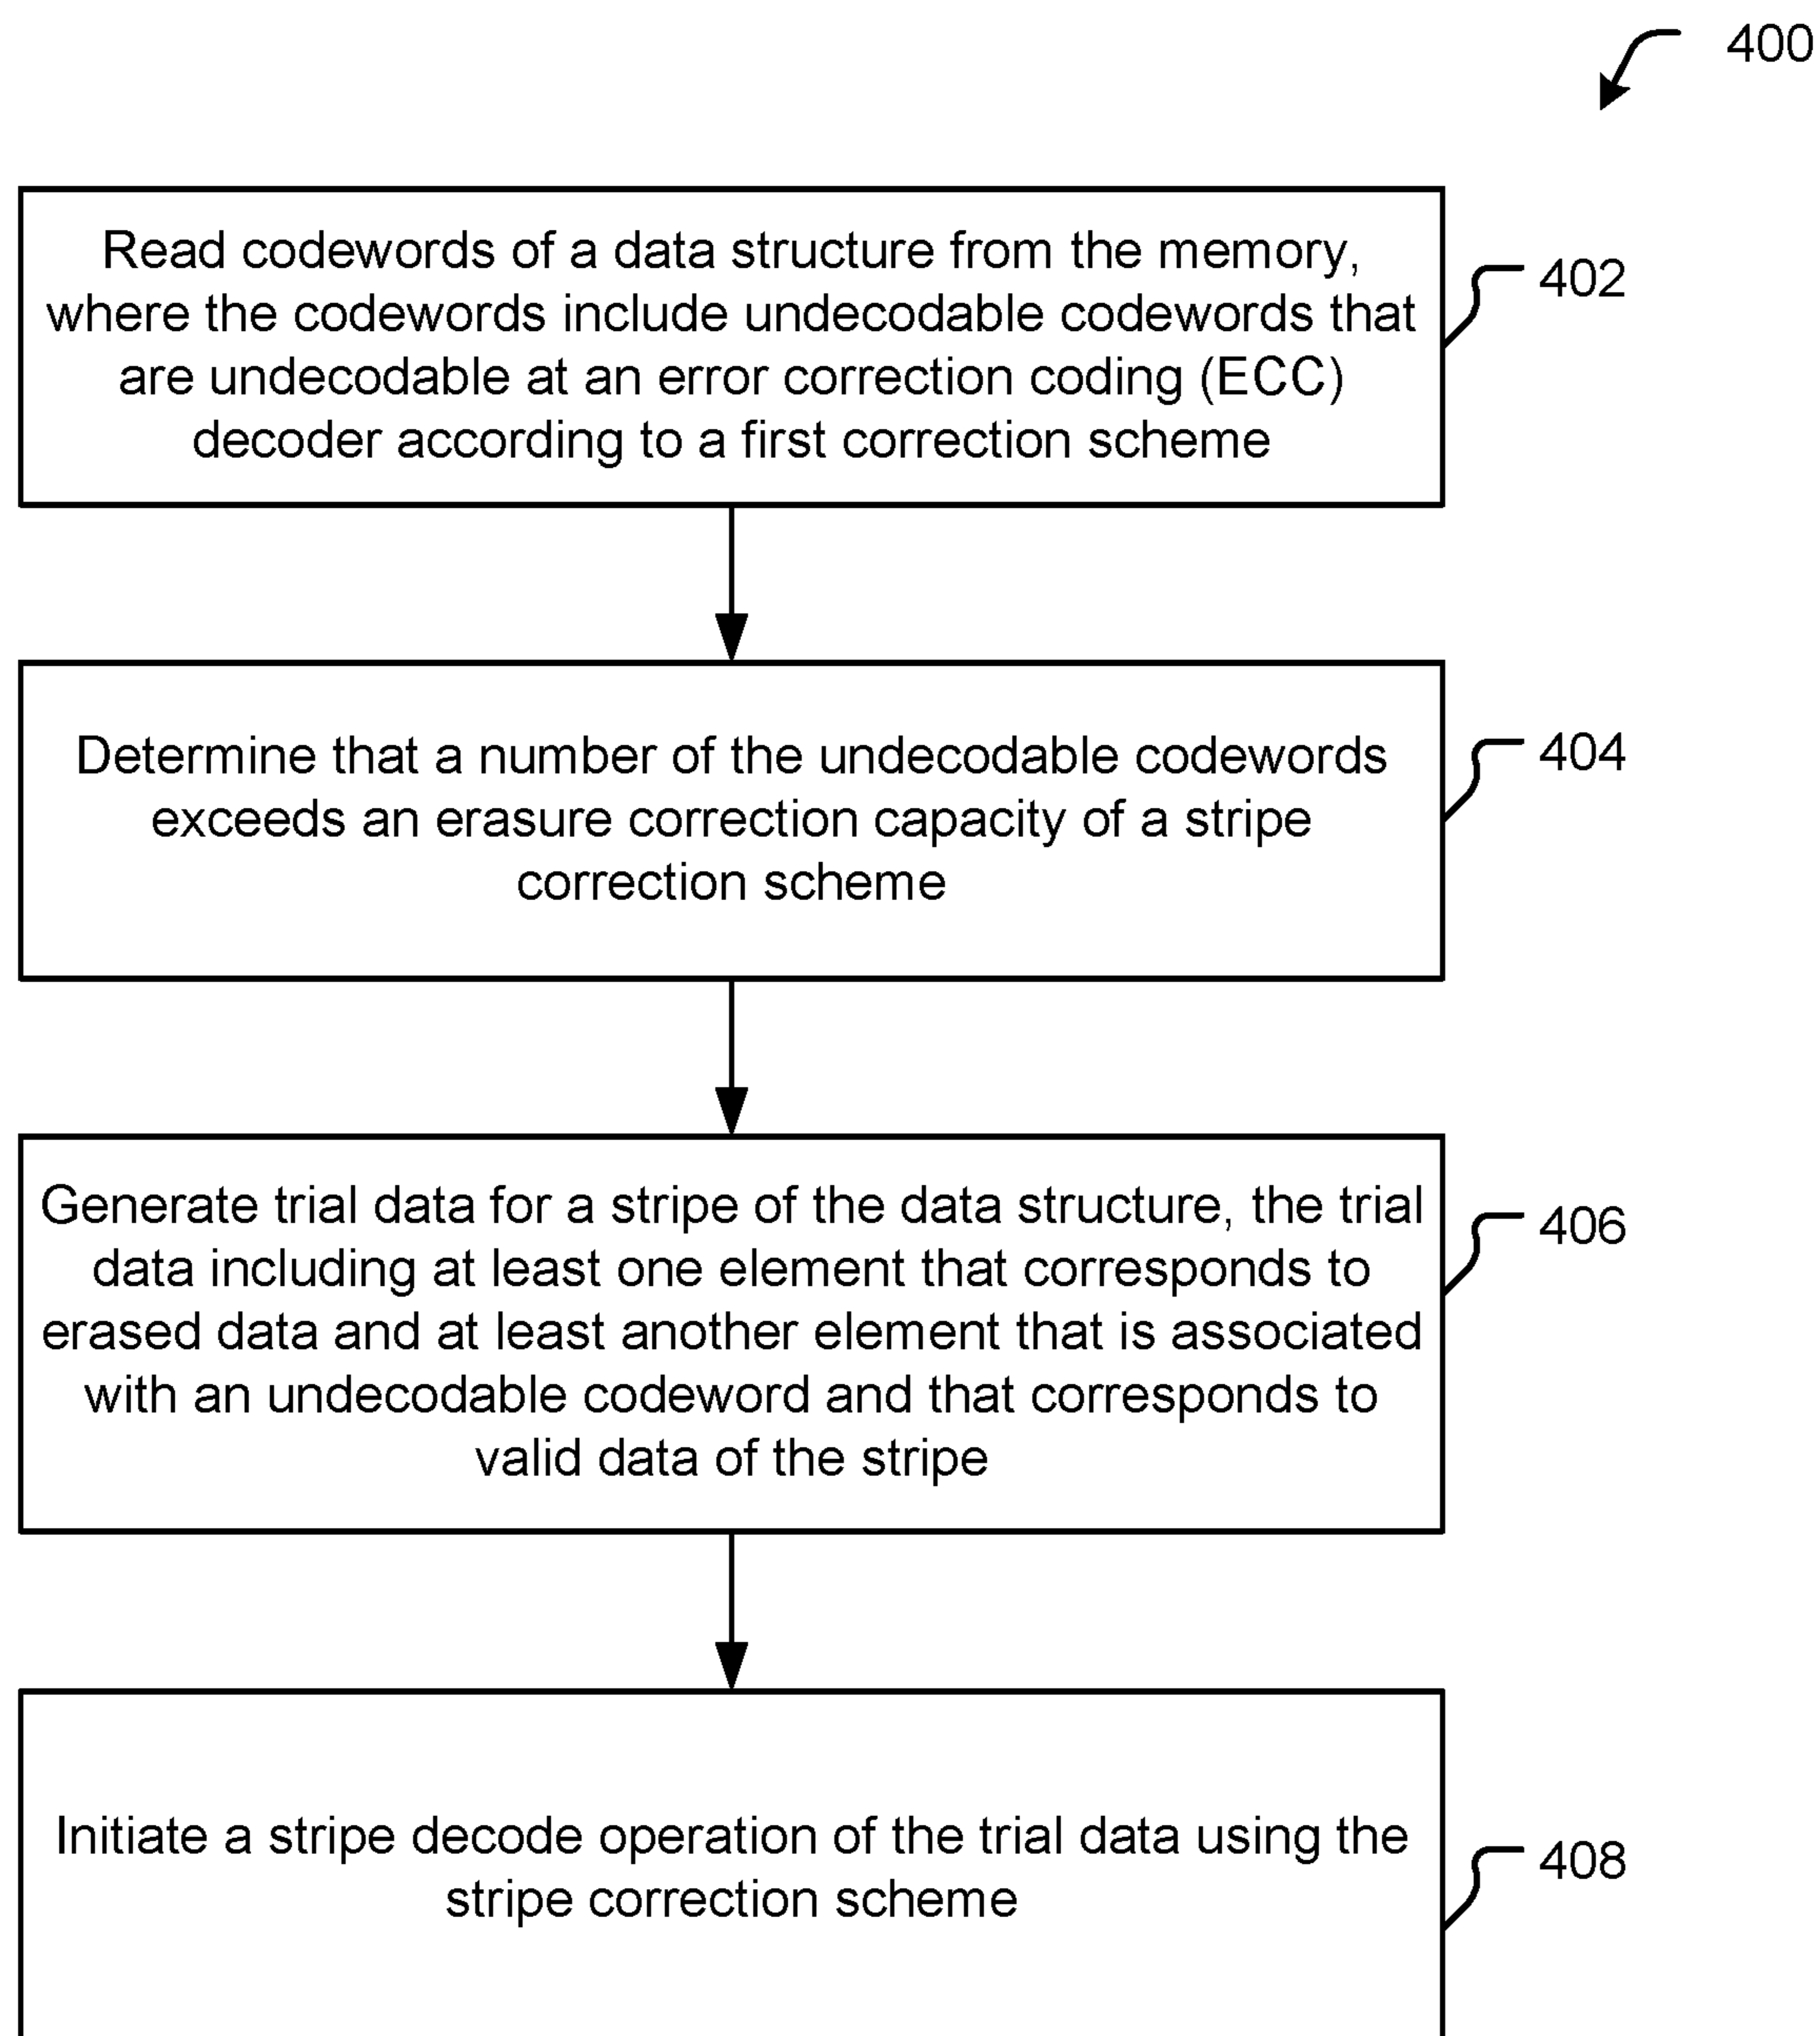 400
Read codewords of a data structure from the memory,
where the codewords include undecodable codewords that
are undecodable at an error correction coding (ECC)
decoder according to a first correction scheme
402
Determine that a number of the undecodable codewords
exceeds an erasure correction capacity of a stripe
correction scheme
404
Generate trial data for a stripe of the data structure, the trial
data including at least one element that corresponds to
erased data and at least another element that is associated
with an undecodable codeword and that corresponds to
valid data of the stripe
406
Initiate a stripe decode operation of the trial data using the
stripe correction scheme
408